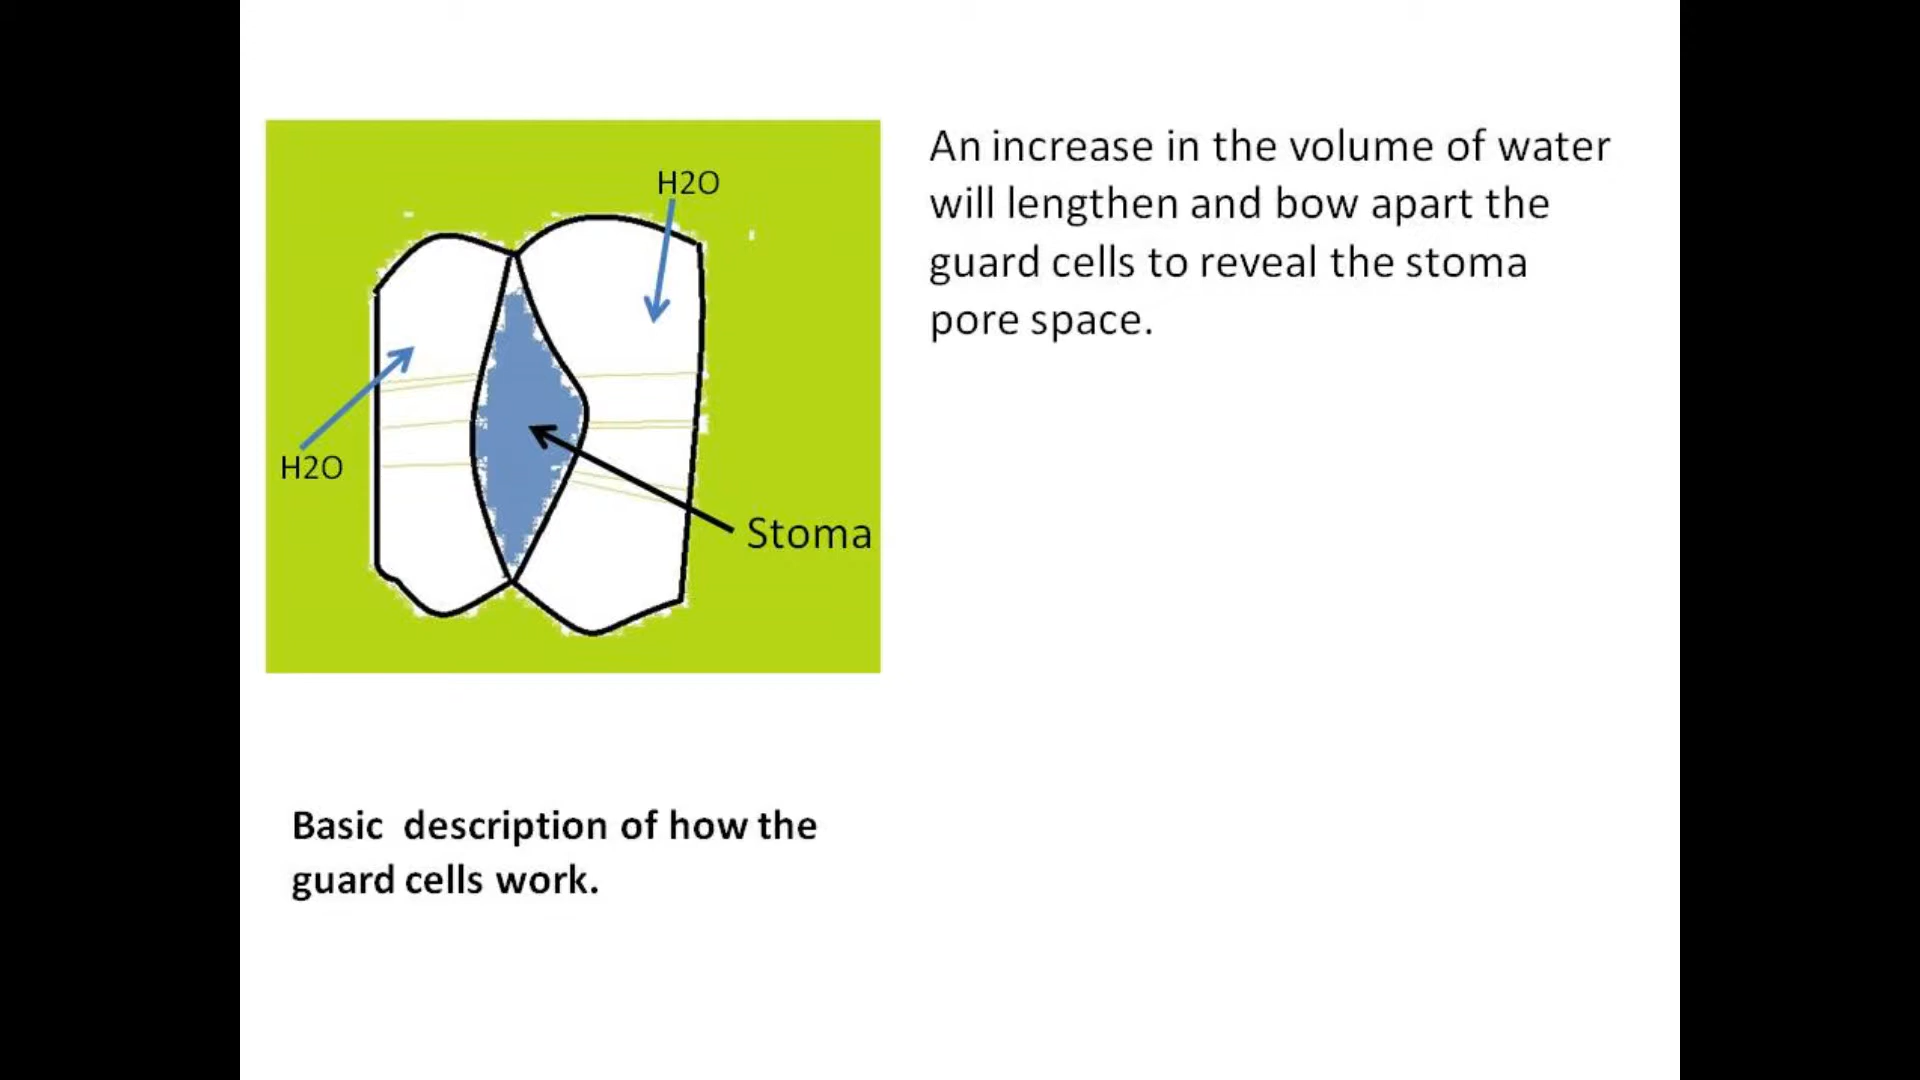 H2O
H2O
Stoma
An increase in the volume of water
will lengthen and bow apart the
guard cells to reveal the stoma
pore space.
Basic  description of how the
guard cells work.